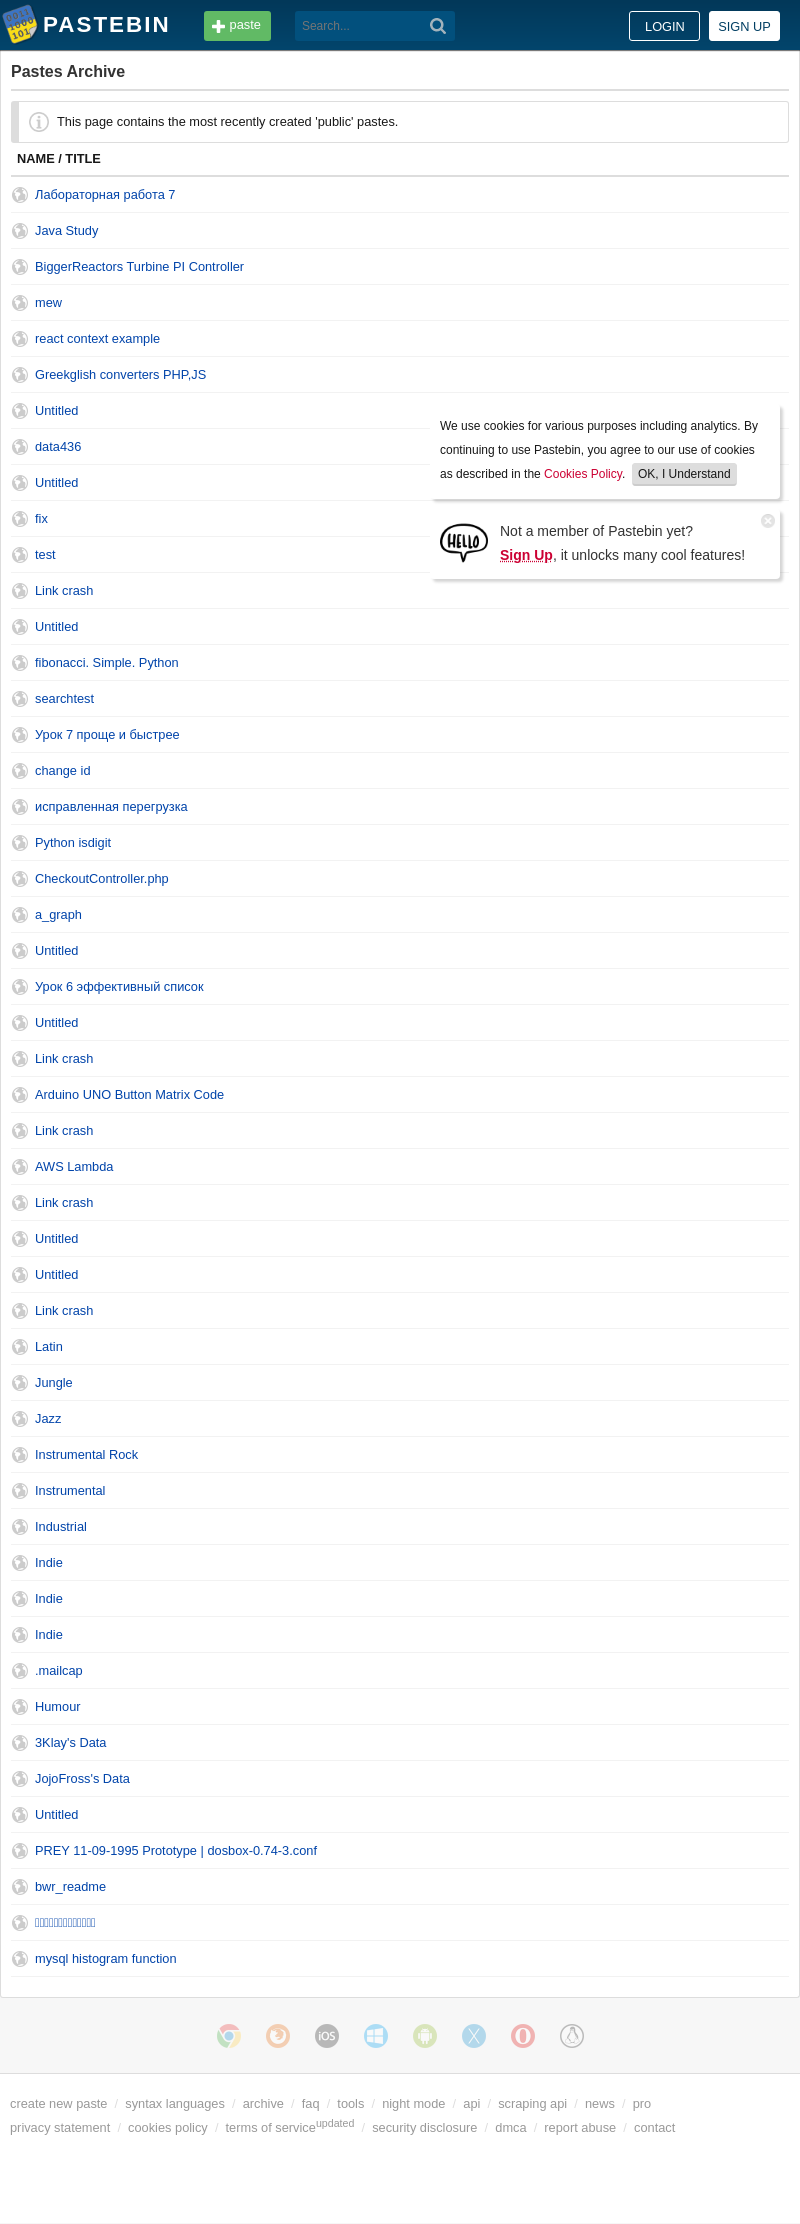 PASTEBIN
paste
Search...
LOGIN
SIGN UP
Pastes Archive
This page contains the most recently created 'public' pastes.
NAME / TITLE
Лабораторная работа 7
Java Study
BiggerReactors Turbine PI Controller
mew
react context example
Greekglish converters PHP,JS
Untitled
data436
Untitled
fix
test
Link crash
We use cookies for various purposes including analytics. By
continuing to use Pastebin, you agree to our use of cookies
as described in the Cookies Policy. OK, I Understand
HELLO
Not a member of Pastebin yet?
Sign Up, it unlocks many cool features!
Untitled
fibonacci. Simple. Python
searchtest
Урок 7 проще и быстрее
change id
исправленная перегрузка
Python isdigit
CheckoutController.php
a_graph
Untitled
Урок 6 эффективный список
Untitled
Link crash
Arduino UNO Button Matrix Code
Link crash
AWS Lambda
Link crash
Untitled
Untitled
Link crash
Latin
Jungle
Jazz
Instrumental Rock
Instrumental
Industrial
Indie
Indie
Indie
.mailcap
Humour
3Klay's Data
JojoFross's Data
Untitled
PREY 11-09-1995 Prototype | dosbox-0.74-3.conf
bwr_readme
mysql histogram function
iOS
create new paste / syntax languages / archive / faq / tools / night mode / api / scraping api / news / pro
privacy statement / cookies policy / terms of service updated / security disclosure / dmca / report abuse / contact